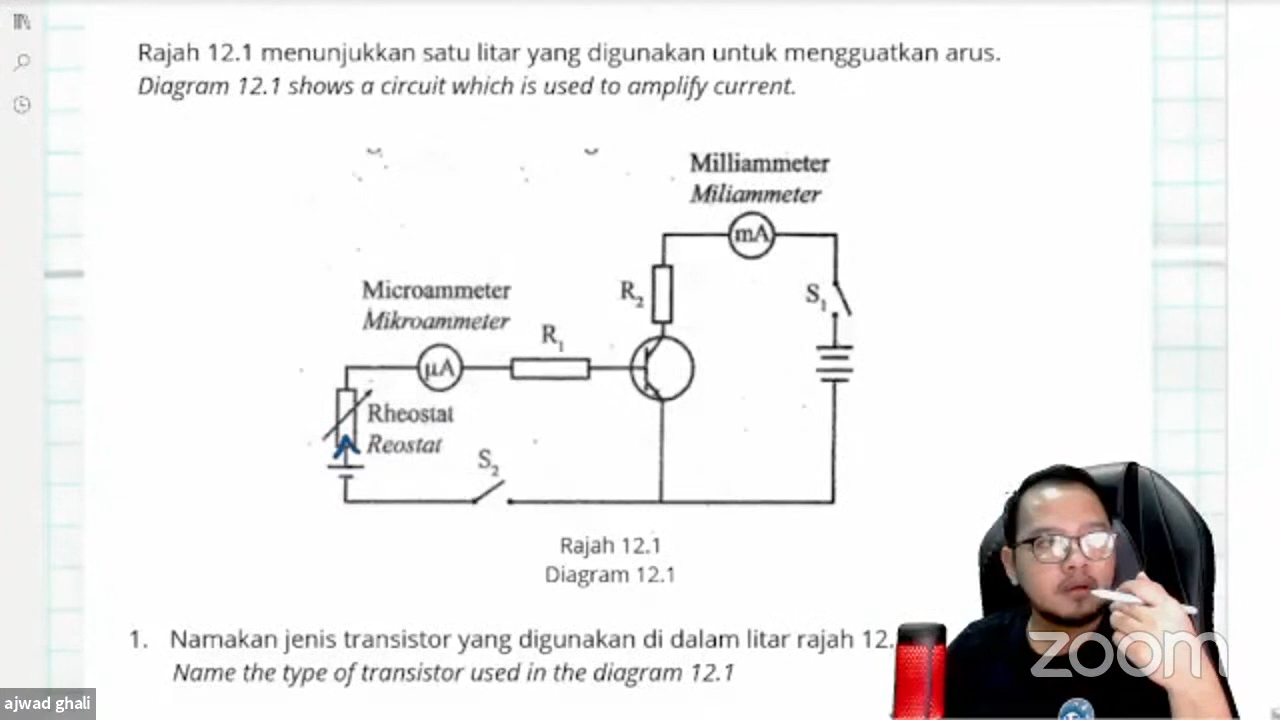 Rajah 12.1 menunjukkan satu litar yang digunakan untuk mengguatkan arus.
Diagram 12.1 shows a circuit which is used to amplify current.
Milliammeter
Miliammeter
mA
R2
S1
Microammeter
Mikroammeter
R1
μA
Rheostat
Reostat
S2
Rajah 12.1
Diagram 12.1
1. Namakan jenis transistor yang digunakan di dalam litar rajah 12.
Name the type of transistor used in the diagram 12.1
zoom
ajwad ghali